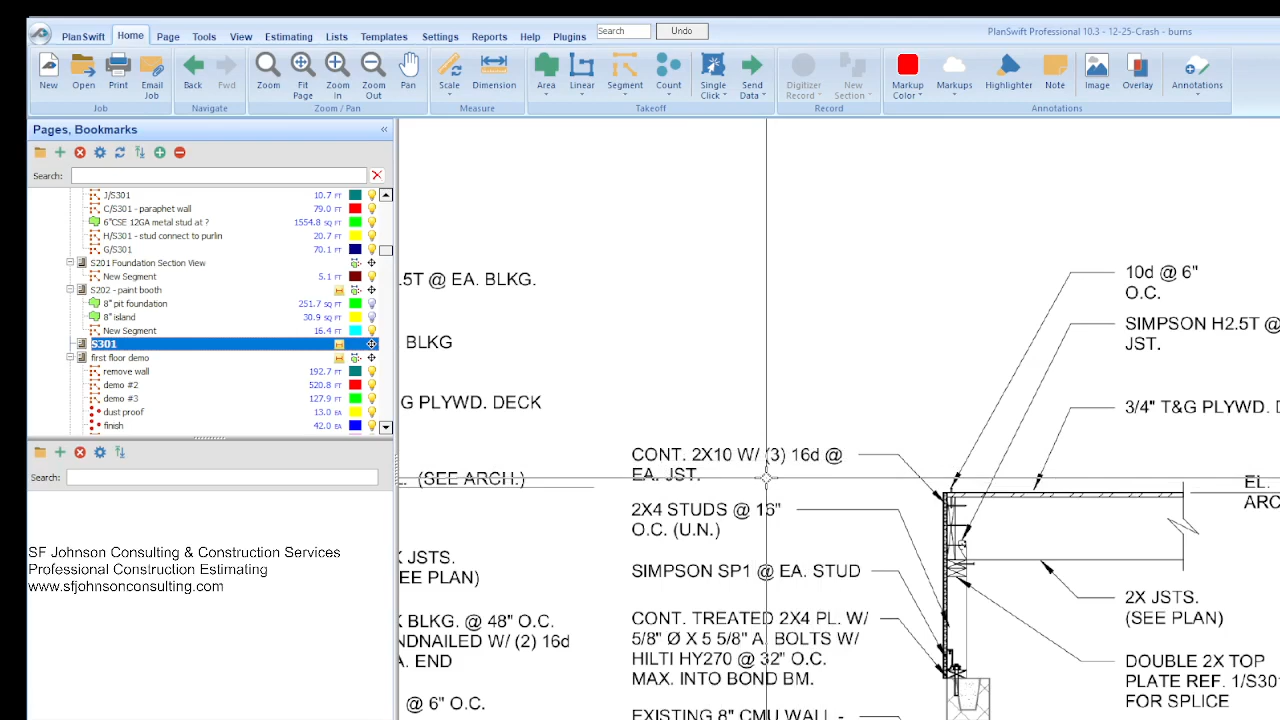 PlanSwift Home Page Tools View Estimating Lists Templates Settings Reports Help Plugins Search Undo PlanSwift Professional 10.3 - 12-25-Crash - burns
New Open Print Email Job Back Fwd Zoom Fit Page Zoom In Zoom Out Pan Scale Dimension Area Linear Segment Count Single Click Send Data Digitizer Record New Section Markup Color Markups Highlighter Note Image Overlay Annotations
Job Navigate Zoom / Pan Measure Takeoff Record Annotations
Pages, Bookmarks
Search:
J/S301 10.7 FT
C/S301 - paraphet wall 79.0 FT
6"CSE 12GA metal stud at ? 1554.8 SQ FT
H/S301 - stud connect to purlin 20.7 FT
G/S301 70.1 FT
S201 Foundation Section View
New Segment 5.1 FT
S202 - paint booth
8" pit foundation 251.7 SQ FT
8" island 30.9 SQ FT
New Segment 16.4 FT
S301
first floor demo
remove wall 192.7 FT
demo #2 520.8 FT
demo #3 127.9 FT
dust proof 13.0 EA
finish 42.0 EA
Search:
SF Johnson Consulting & Construction Services
Professional Construction Estimating
www.sfjohnsonconsulting.com
.5T @ EA. BLKG.
BLKG
G PLYWD. DECK
(SEE ARCH.)
JSTS.
(SEE PLAN)
BLKG. @ 48" O.C.
W/ (2) 16d
END
@ 6" O.C.
CONT. 2X10 W/ (3) 16d @
EA. JST.
2X4 STUDS @ 16"
O.C. (U.N.)
SIMPSON SP1 @ EA. STUD
CONT. TREATED 2X4 PL. W/
5/8" Ø X 5 5/8" A. BOLTS W/
HILTI HY270 @ 32" O.C.
MAX. INTO BOND BM.
EXISTING 8" CMU WALL -
10d @ 6"
O.C.
SIMPSON H2.5T @
JST.
3/4" T&G PLYWD.
EL.
2X JSTS.
(SEE PLAN)
DOUBLE 2X TOP
PLATE REF. 1/S30
FOR SPLICE